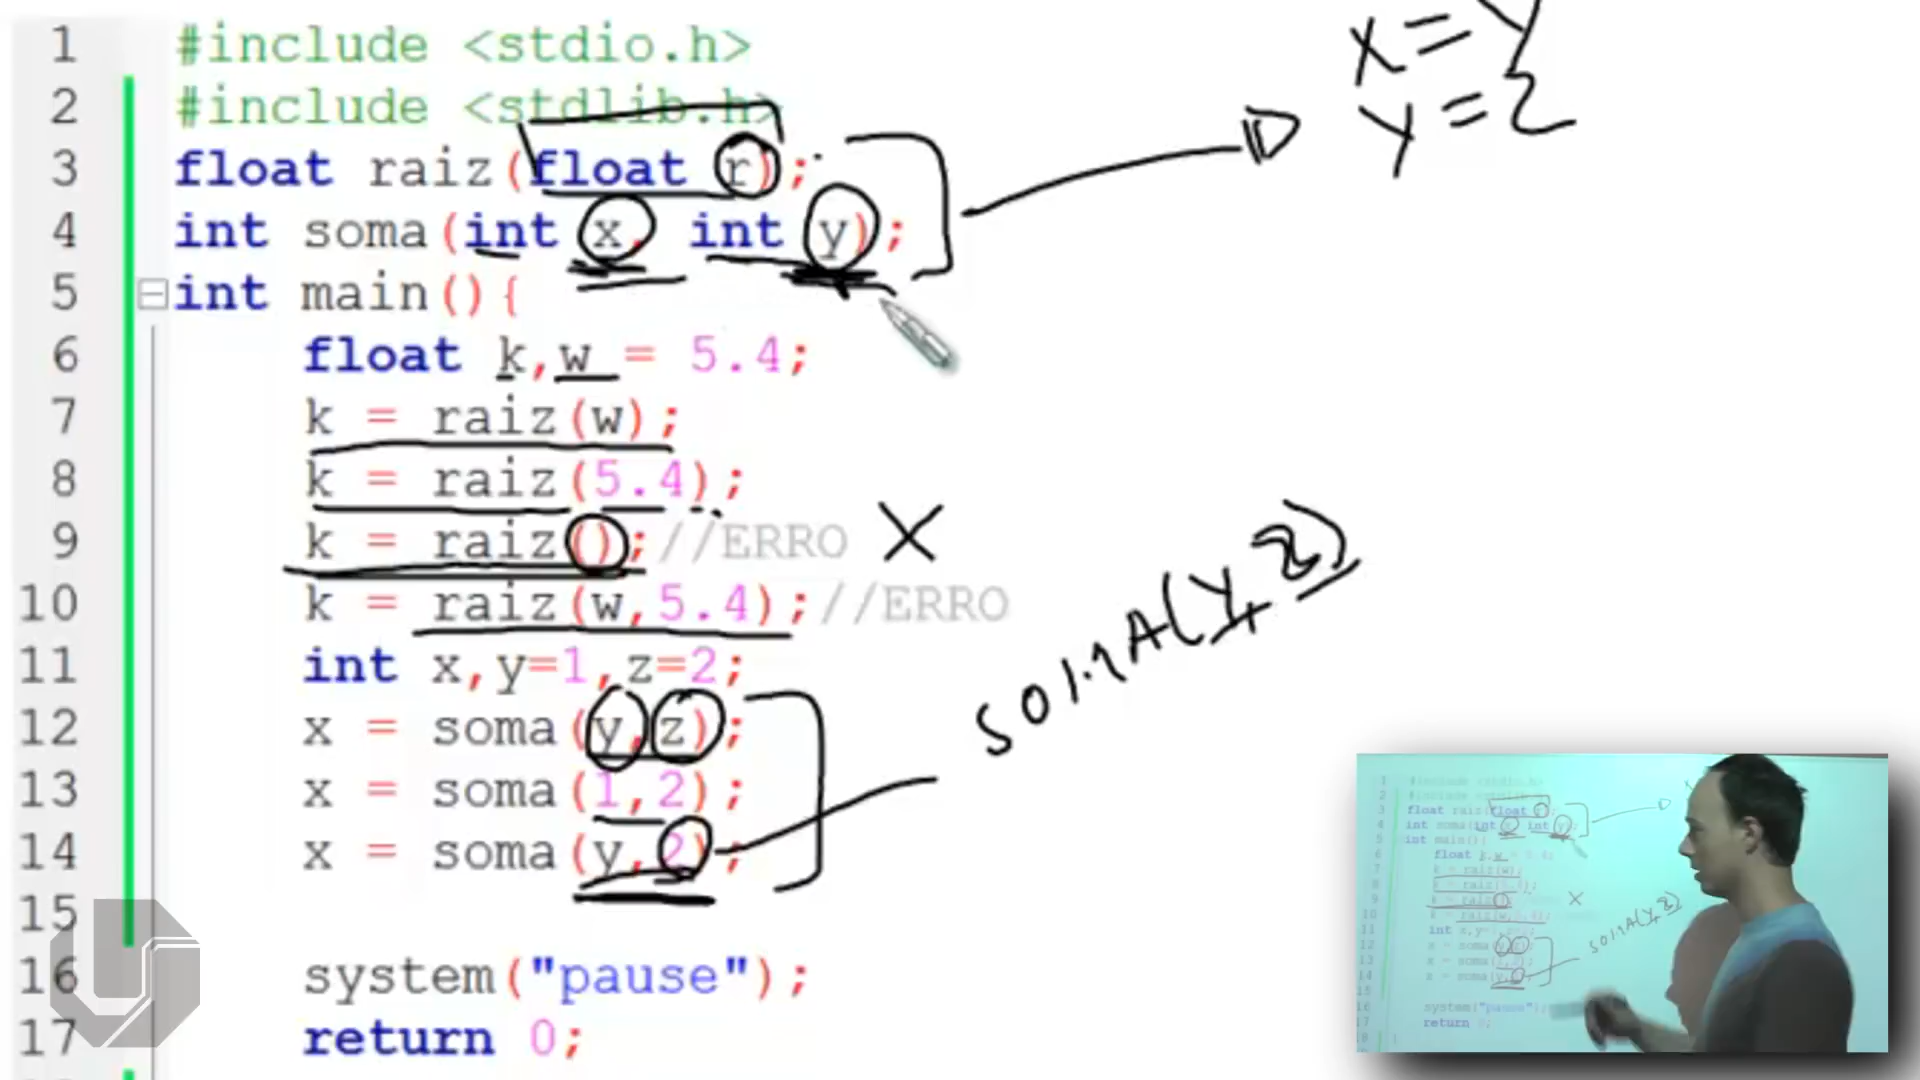 1 #include <stdio.h>
2 #include <stdlib.h>
3 float raiz(float r);
4 int soma(int x, int y);
5 int main(){
6 float k,w = 5.4;
7 k = raiz(w);
8 k = raiz(5.4);
9 k = raiz();//ERRO X
10 k = raiz(w,5.4);//ERRO
11 int x,y=1,z=2;
12 x = soma(y,z);
13 x = soma(1,2);
14 x = soma(y,2);
15
16 system("pause");
17 return 0;
x=y
y=2
SOMA(y,2)